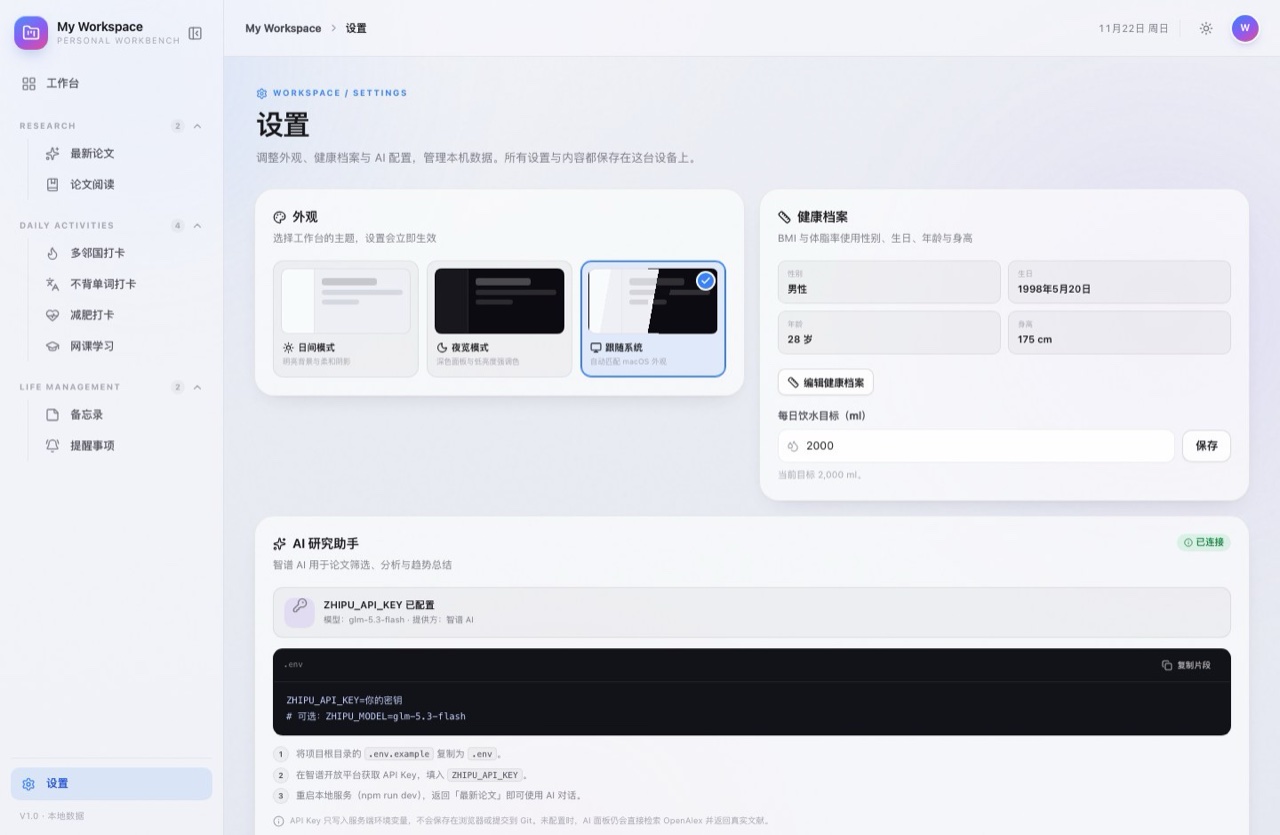 My Workspace
PERSONAL WORKBENCH
工作台
RESEARCH 2
最新论文
论文阅读
DAILY ACTIVITIES 4
多邻国打卡
不背单词打卡
减肥打卡
网课学习
LIFE MANAGEMENT 2
备忘录
提醒事项
设置
V1.0 · 本地数据
My Workspace > 设置
11月22日 周日
W
WORKSPACE / SETTINGS
设置
调整外观、健康档案与 AI 配置，管理本机数据。所有设置与内容都保存在这台设备上。
外观
选择工作台的主题，设置会立即生效
日间模式
明亮背景与柔和阴影
夜览模式
深色面板与低亮度强调色
跟随系统
自动匹配 macOS 外观
健康档案
BMI 与体脂率使用性别、生日、年龄与身高
性别
男性
生日
1998年5月20日
年龄
28 岁
身高
175 cm
编辑健康档案
每日饮水目标（ml）
2000
保存
当前目标 2,000 ml。
AI 研究助手
已连接
智谱 AI 用于论文筛选、分析与趋势总结
ZHIPU_API_KEY 已配置
模型：glm-5.3-flash · 提供方：智谱 AI
.env
复制片段
ZHIPU_API_KEY=你的密钥
# 可选：ZHIPU_MODEL=glm-5.3-flash
1 将项目根目录的 .env.example 复制为 .env 。
2 在智谱开放平台获取 API Key，填入 ZHIPU_API_KEY 。
3 重启本地服务（npm run dev），返回「最新论文」即可使用 AI 对话。
API Key 只写入服务端环境变量，不会保存在浏览器或提交到 Git。未配置时，AI 面板仍会直接检索 OpenAlex 并返回真实文献。